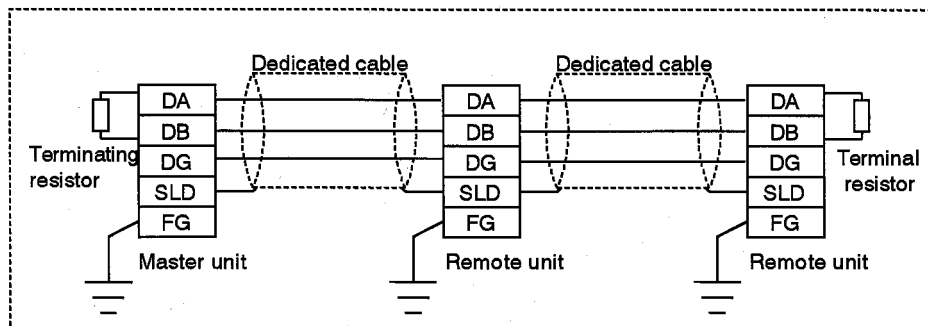 Dedicated cable
Dedicated cable
DA
DB
DG
SLD
FG
DA
DB
DG
SLD
FG
DA
DB
DG
SLD
FG
Terminating
resistor
Terminal
resistor
Master unit
Remote unit
Remote unit